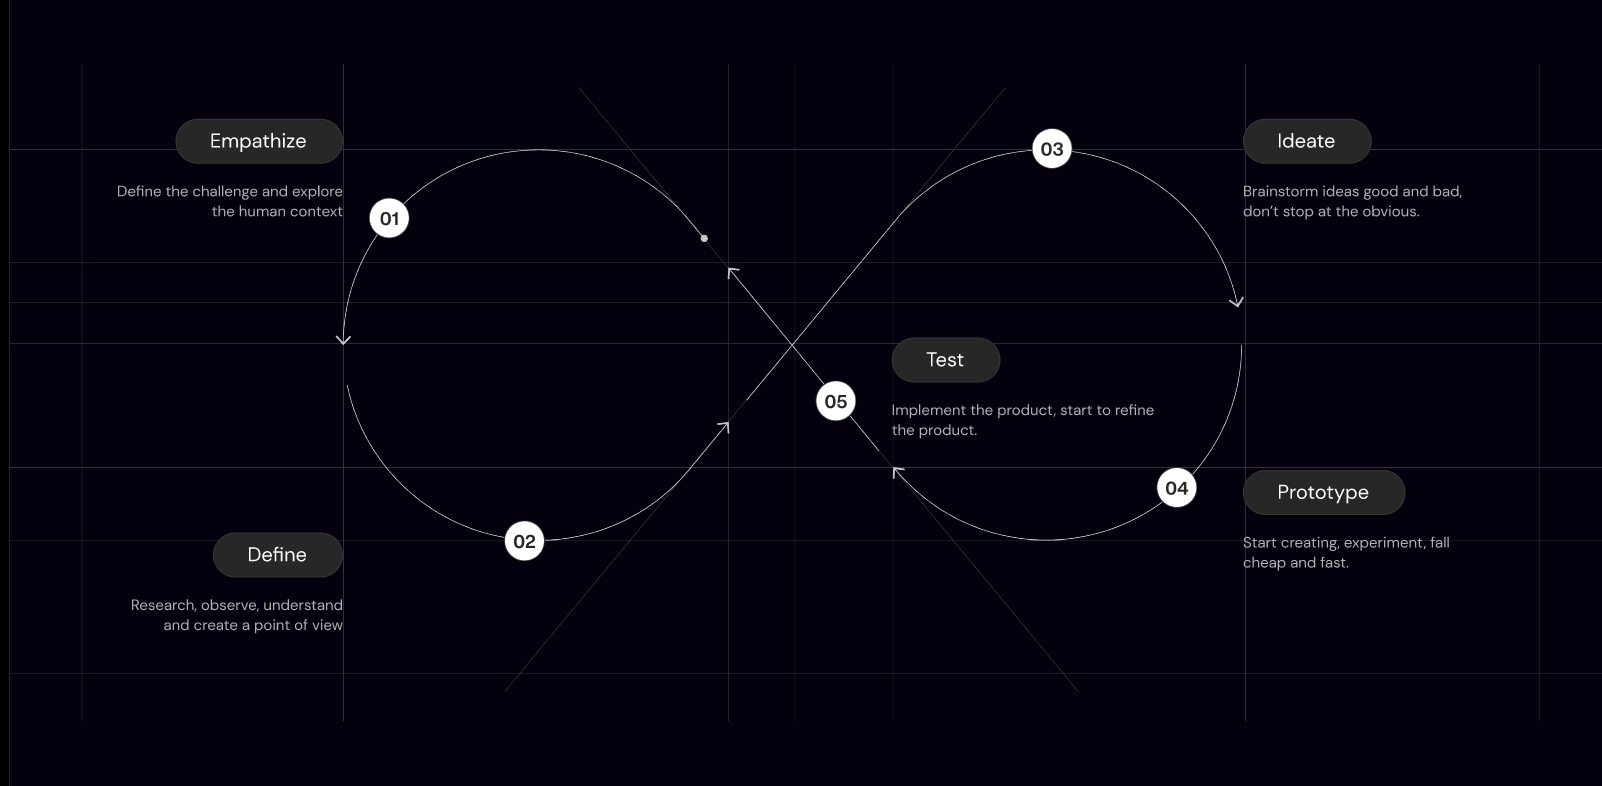 Empathize
Define the challenge and explore
the human context
01
Define
Research, observe, understand
and create a point of view
02
03
Ideate
Brainstorm ideas good and bad,
don’t stop at the obvious.
04
Prototype
Start creating, experiment, fall
cheap and fast.
05
Test
Implement the product, start to refine
the product.